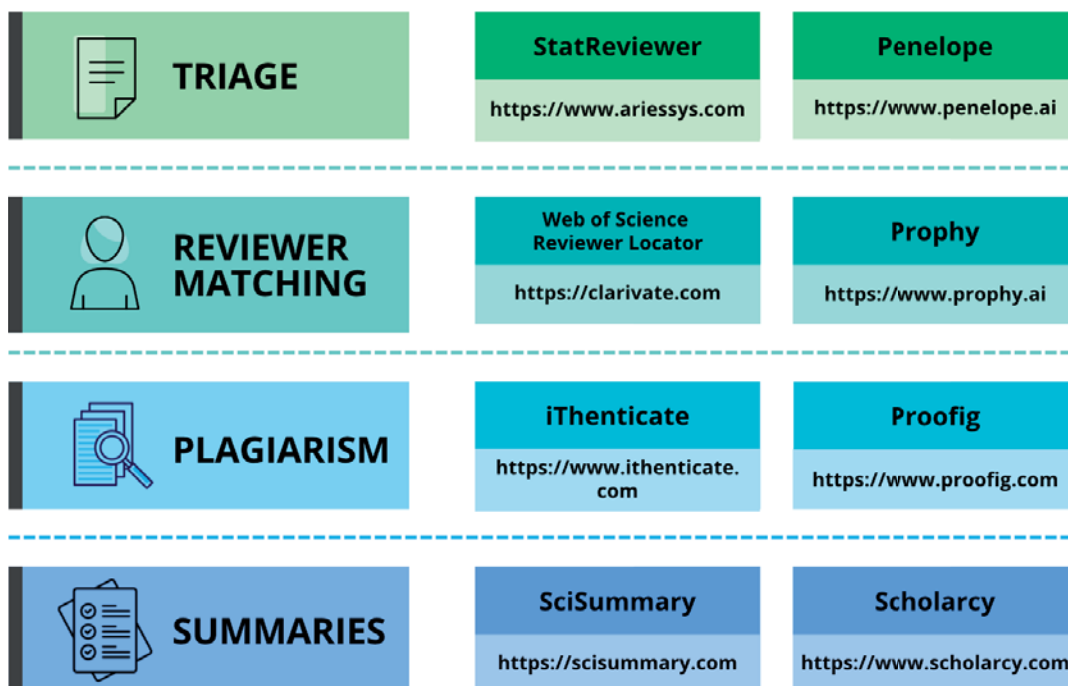 TRIAGE
StatReviewer
https://www.ariessys.com
Penelope
https://www.penelope.ai
REVIEWER
MATCHING
Web of Science
Reviewer Locator
https://clarivate.com
Prophy
https://www.prophy.ai
PLAGIARISM
iThenticate
https://www.ithenticate.
com
Proofig
https://www.proofig.com
SUMMARIES
SciSummary
https://scisummary.com
Scholarcy
https://www.scholarcy.com